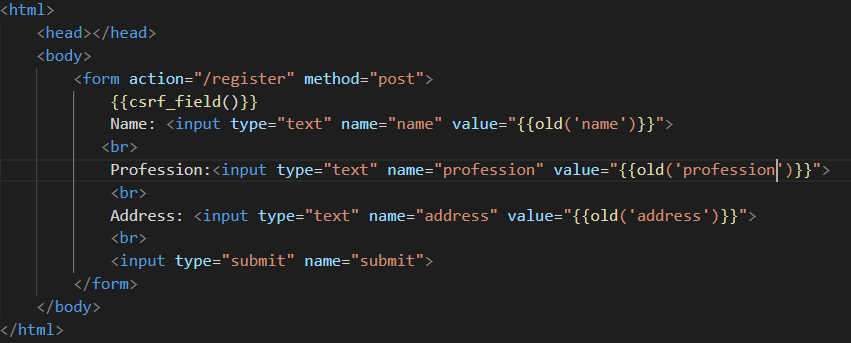 <html>
<head></head>
<body>
<form action="/register" method="post">
{{csrf_field()}}
Name: <input type="text" name="name" value="{{old('name')}}">
<br>
Profession:<input type="text" name="profession" value="{{old('profession')}}">
<br>
Address: <input type="text" name="address" value="{{old('address')}}">
<br>
<input type="submit" name="submit">
</form>
</body>
</html>